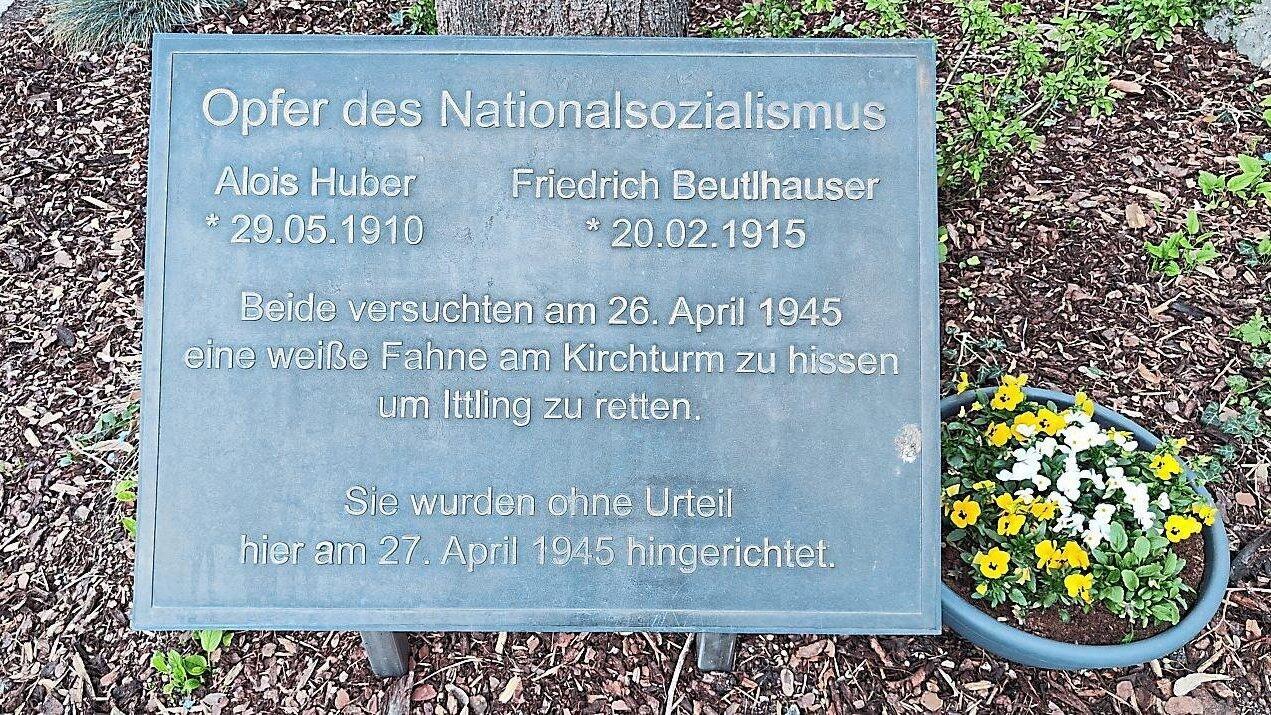 Opfer des Nationalsozialismus
Alois Huber Friedrich Beutlhauser
* 29.05.1910 * 20.02.1915
Beide versuchten am 26. April 1945
eine weiße Fahne am Kirchturm zu hissen
um Ittling zu retten.
Sie wurden ohne Urteil
hier am 27. April 1945 hingerichtet.